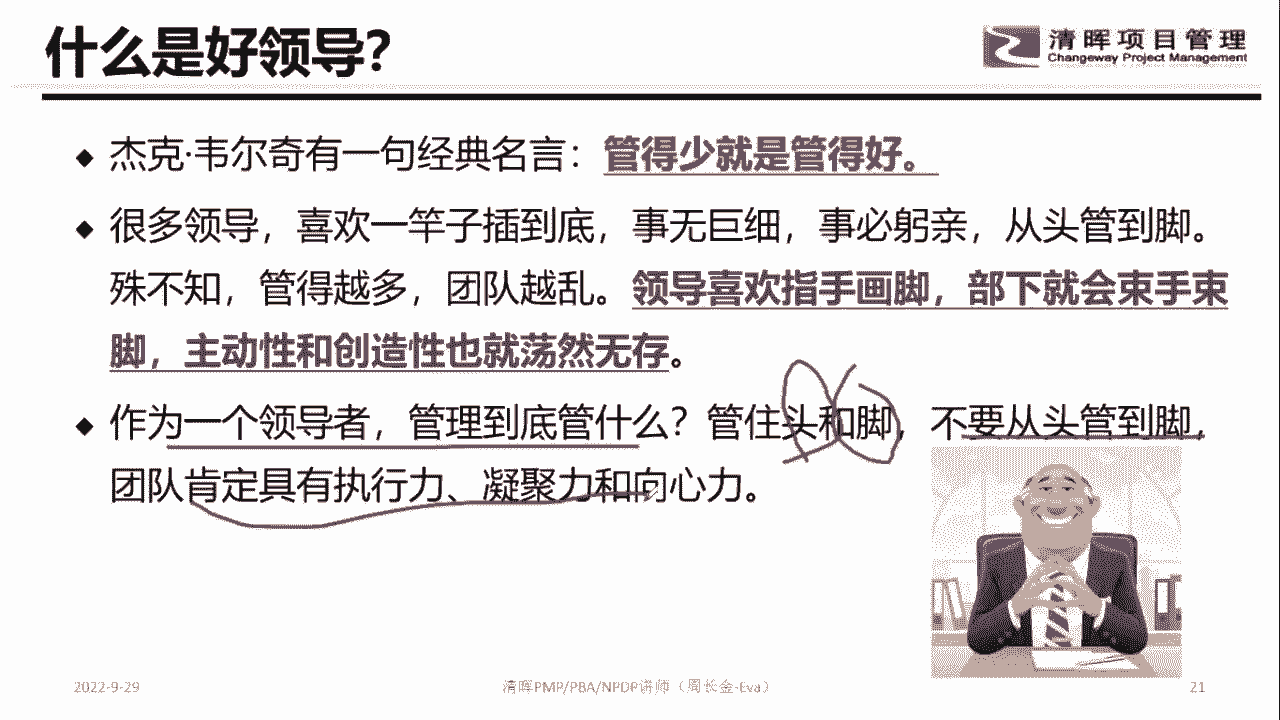 什么是好领导？
清晖项目管理
Changeway Project Management
◆ 杰克·韦尔奇有一句经典名言：管得少就是管得好。
◆ 很多领导，喜欢一竿子插到底，事无巨细，事必躬亲，从头管到脚。
殊不知，管得越多，团队越乱。领导喜欢指手画脚，部下就会束手束
脚，主动性和创造性也就荡然无存。
◆ 作为一个领导者，管理到底管什么？管住头和脚，不要从头管到脚，
团队肯定具有执行力、凝聚力和向心力。
2022-9-29
清晖PMP/PBA/NPDP讲师（周长金-Eva）
21